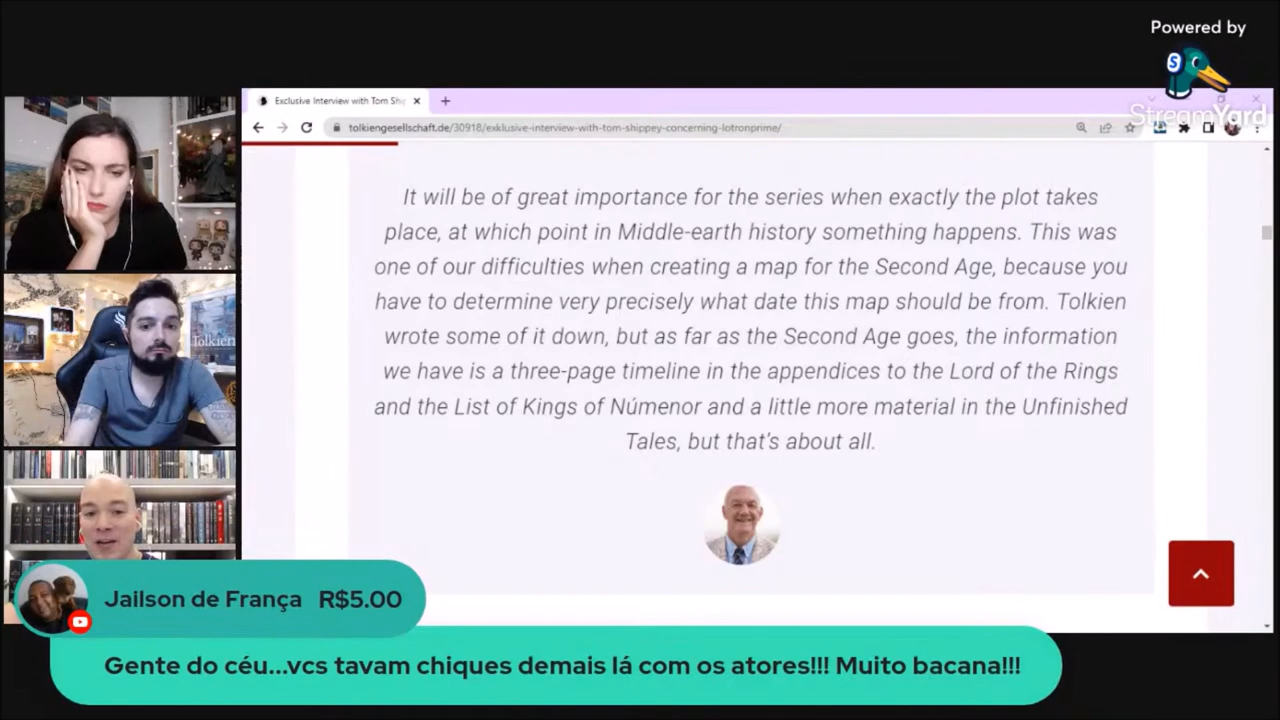 Powered by
StreamYard
S
Exclusive Interview with Tom Ship
tolkiengesellschaft.de/30918/exklusive-interview-with-tom-shippey-concerning-lotronprime/
It will be of great importance for the series when exactly the plot takes
place, at which point in Middle-earth history something happens. This was
one of our difficulties when creating a map for the Second Age, because you
have to determine very precisely what date this map should be from. Tolkien
wrote some of it down, but as far as the Second Age goes, the information
we have is a three-page timeline in the appendices to the Lord of the Rings
and the List of Kings of Númenor and a little more material in the Unfinished
Tales, but that's about all.
Tolkien
Jailson de França R$5.00
Gente do céu...vcs tavam chiques demais lá com os atores!!! Muito bacana!!!